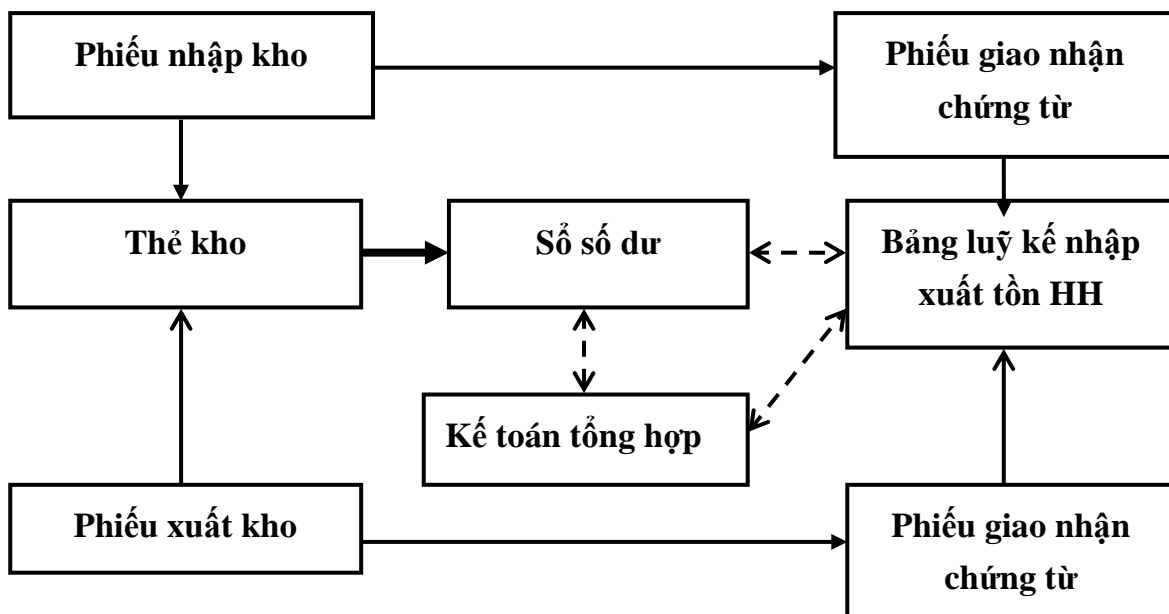 Phiếu nhập kho
Phiếu giao nhận
chứng từ
Thẻ kho
Sổ số dư
Bảng luỹ kế nhập
xuất tồn HH
Kế toán tổng hợp
Phiếu xuất kho
Phiếu giao nhận
chứng từ